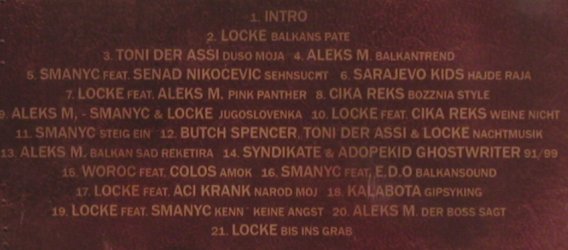 1. INTRO
2. LOCKE BALKANS PATE
3. TONI DER ASSI DUSO MOJA 4. ALEKS M. BALKANTREND
5. SMANYC FEAT. SENAD NIKOCEVIC SEHNSUCHT 6. SARAJEVO KIDS HAJDE RAJA
7. LOCKE FEAT. ALEKS M. PINK PANTHER 8. CIKA REKS BOZZNIA STYLE
9. ALEKS M. - SMANYC & LOCKE JUGOSLOVENKA 10. LOCKE FEAT. CIKA REKS WEINE NICHT
11. SMANYC STEIG EIN 12. BUTCH SPENCER, TONI DER ASSI & LOCKE NACHTMUSIK
13. ALEKS M. BALKAN SAD REKETIRA 14. SYNDIKATE & ADOPEKID GHOSTWRITER 91/99
16. WOROC FEAT. COLOS AMOK 16. SMANYC FEAT. E.D.O BALKANSOUND
17. LOCKE FEAT. ACI KRANK NAROD MOJ 18. KALABOTA GIPSYKING
19. LOCKE FEAT. SMANYC KENN` KEINE ANGST 20. ALEKS M. DER BOSS SAGT
21. LOCKE BIS INS GRAB